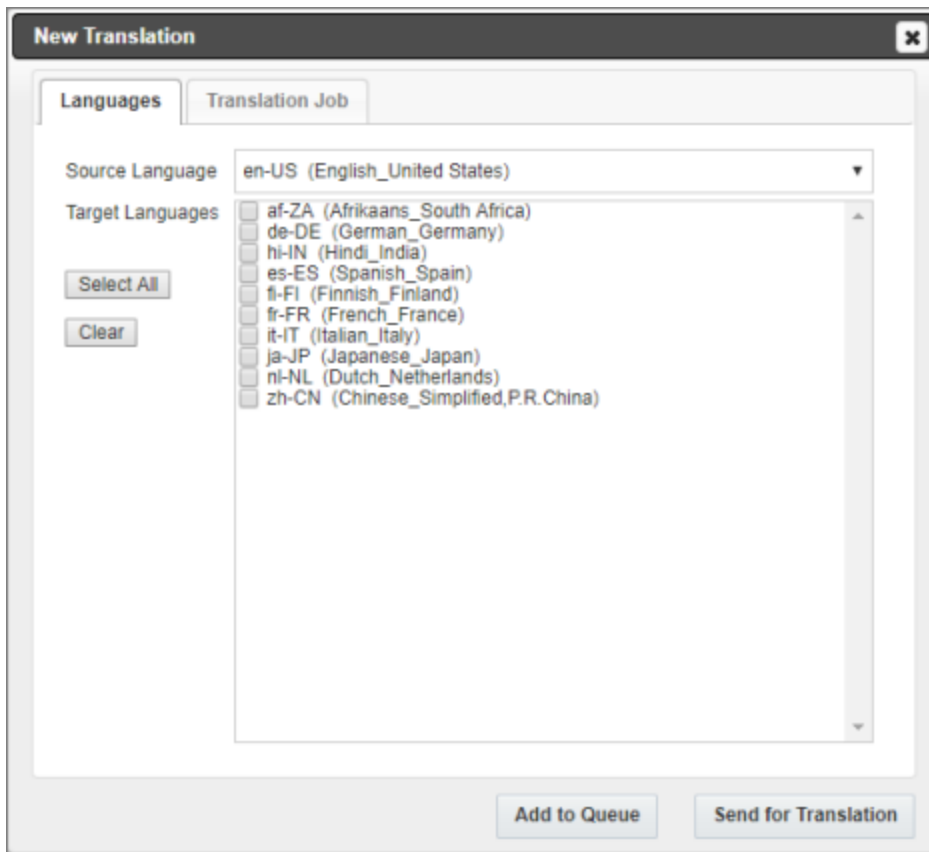 New Translation
Languages
Translation Job
Source Language
en-US (English_United States)
Target Languages
af-ZA (Afrikaans_South Africa)
de-DE (German_Germany)
hi-IN (Hindi_India)
es-ES (Spanish_Spain)
fi-FI (Finnish_Finland)
fr-FR (French_France)
it-IT (Italian_Italy)
ja-JP (Japanese_Japan)
nl-NL (Dutch_Netherlands)
zh-CN (Chinese_Simplified,P.R.China)
Select All
Clear
Add to Queue
Send for Translation